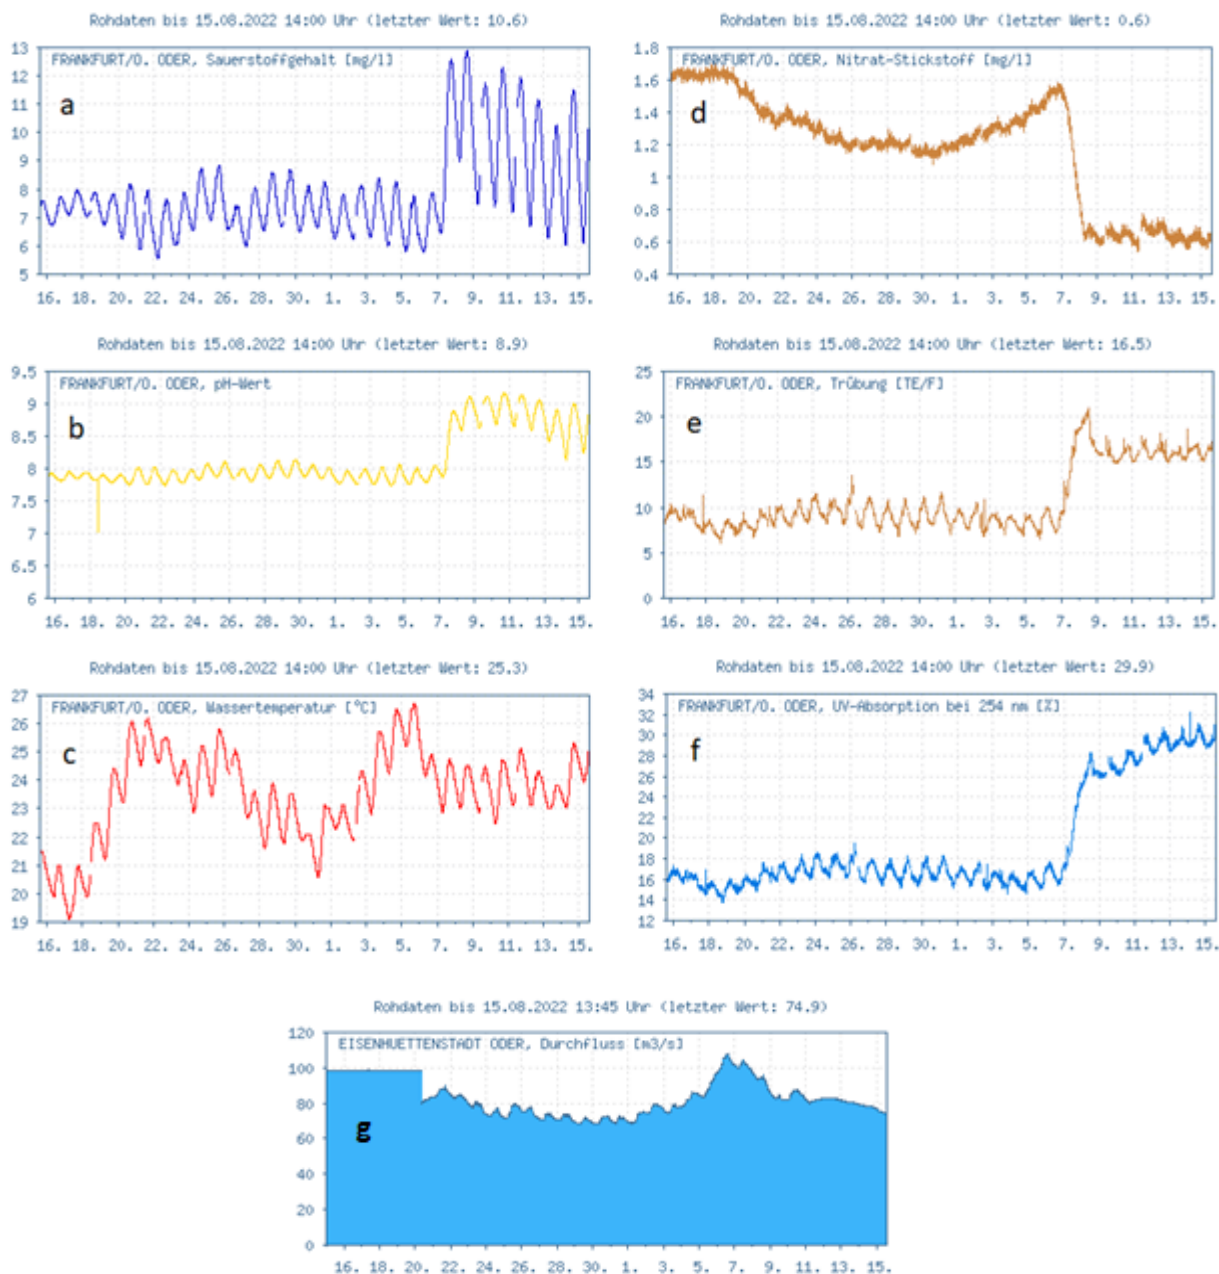 Rohdaten bis 15.08.2022 14:00 Uhr (letzter Wert: 10.6)
FRANKFURT/O. ODER, Sauerstoffgehalt [mg/l]
a
13
12
11
10
9
8
7
6
5
16. 18. 20. 22. 24. 26. 28. 30. 1. 3. 5. 7. 9. 11. 13. 15.
Rohdaten bis 15.08.2022 14:00 Uhr (letzter Wert: 0.6)
FRANKFURT/O. ODER, Nitrat-Stickstoff [mg/l]
d
1.8
1.6
1.4
1.2
1
0.8
0.6
0.4
16. 18. 20. 22. 24. 26. 28. 30. 1. 3. 5. 7. 9. 11. 13. 15.
Rohdaten bis 15.08.2022 14:00 Uhr (letzter Wert: 8.9)
FRANKFURT/O. ODER, pH-Wert
b
9.5
9
8.5
8
7.5
7
6.5
6
16. 18. 20. 22. 24. 26. 28. 30. 1. 3. 5. 7. 9. 11. 13. 15.
Rohdaten bis 15.08.2022 14:00 Uhr (letzter Wert: 16.5)
FRANKFURT/O. ODER, Trübung [TE/F]
e
25
20
15
10
5
0
16. 18. 20. 22. 24. 26. 28. 30. 1. 3. 5. 7. 9. 11. 13. 15.
Rohdaten bis 15.08.2022 14:00 Uhr (letzter Wert: 25.3)
FRANKFURT/O. ODER, Wassertemperatur [°C]
c
27
26
25
24
23
22
21
20
19
16. 18. 20. 22. 24. 26. 28. 30. 1. 3. 5. 7. 9. 11. 13. 15.
Rohdaten bis 15.08.2022 14:00 Uhr (letzter Wert: 29.9)
FRANKFURT/O. ODER, UV-Absorption bei 254 nm [%]
f
34
32
30
28
26
24
22
20
18
16
14
12
16. 18. 20. 22. 24. 26. 28. 30. 1. 3. 5. 7. 9. 11. 13. 15.
Rohdaten bis 15.08.2022 13:45 Uhr (letzter Wert: 74.9)
EISENHUETTENSTADT ODER, Durchfluss [m3/s]
g
120
100
80
60
40
20
0
16. 18. 20. 22. 24. 26. 28. 30. 1. 3. 5. 7. 9. 11. 13. 15.